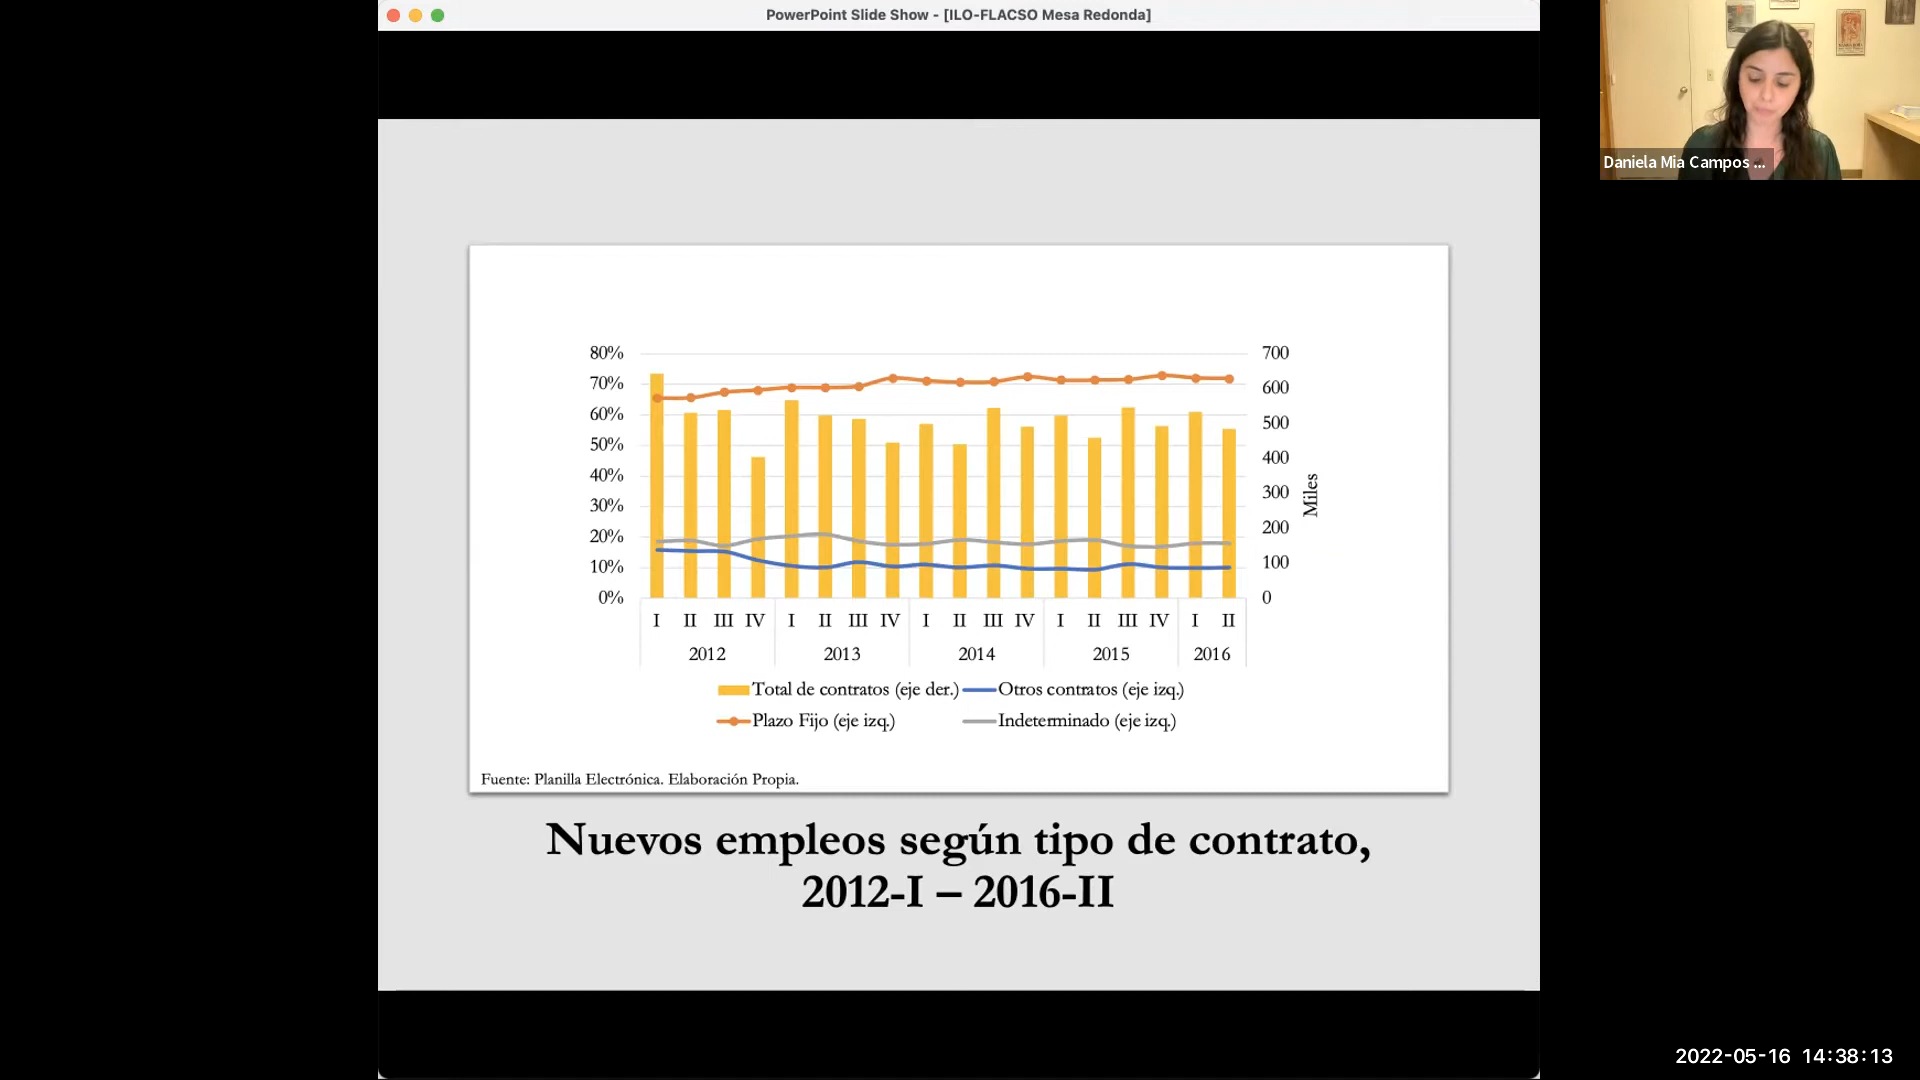 PowerPoint Slide Show - [ILO-FLACSO Mesa Redonda]
Daniela Mia Campos ...
80% 700
70% 600
60% 500
50% 400
40% 300
30% 200
20% 100
10% 0
0%
Miles
I II III IV I II III IV I II III IV I II III IV I II
2012 2013 2014 2015 2016
Total de contratos (eje der.) Otros contratos (eje izq.)
Plazo Fijo (eje izq.) Indeterminado (eje izq.)
Fuente: Planilla Electrónica. Elaboración Propia.
Nuevos empleos según tipo de contrato,
2012-I – 2016-II
2022-05-16 14:38:13